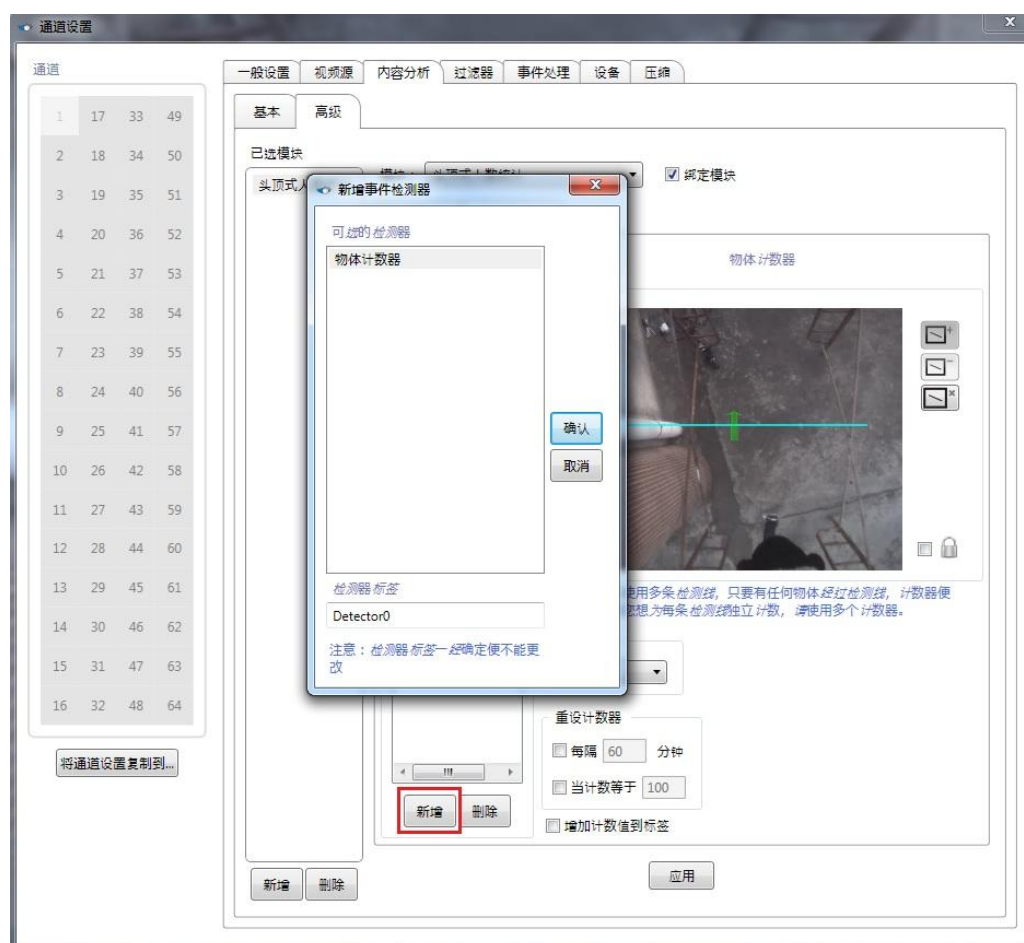 通道设置
X
通道
一般设置 视频源 内容分析 过滤器 事件处理 设备 压缩
基本 高级
1 17 33 49
2 18 34 50
3 19 35 51
4 20 36 52
5 21 37 53
6 22 38 54
7 23 39 55
8 24 40 56
9 25 41 57
10 26 42 58
11 27 43 59
12 28 44 60
13 29 45 61
14 30 46 62
15 31 47 63
16 32 48 64
将通道设置复制到...
已选模块
头顶式人
绑定模块
新增事件检测器
X
可选的检测器
物体计数器
确认
取消
检测器标签
Detector0
注意：检测器标签一经确定便不能更
改
物体计数器
使用多条检测线，只要有任何物体经过检测线，计数器便
您想为每条检测线独立计数，请使用多个计数器。
重设计数器
每隔 60 分钟
当计数等于 100
新增 删除
增加计数值到标签
新增 删除
应用